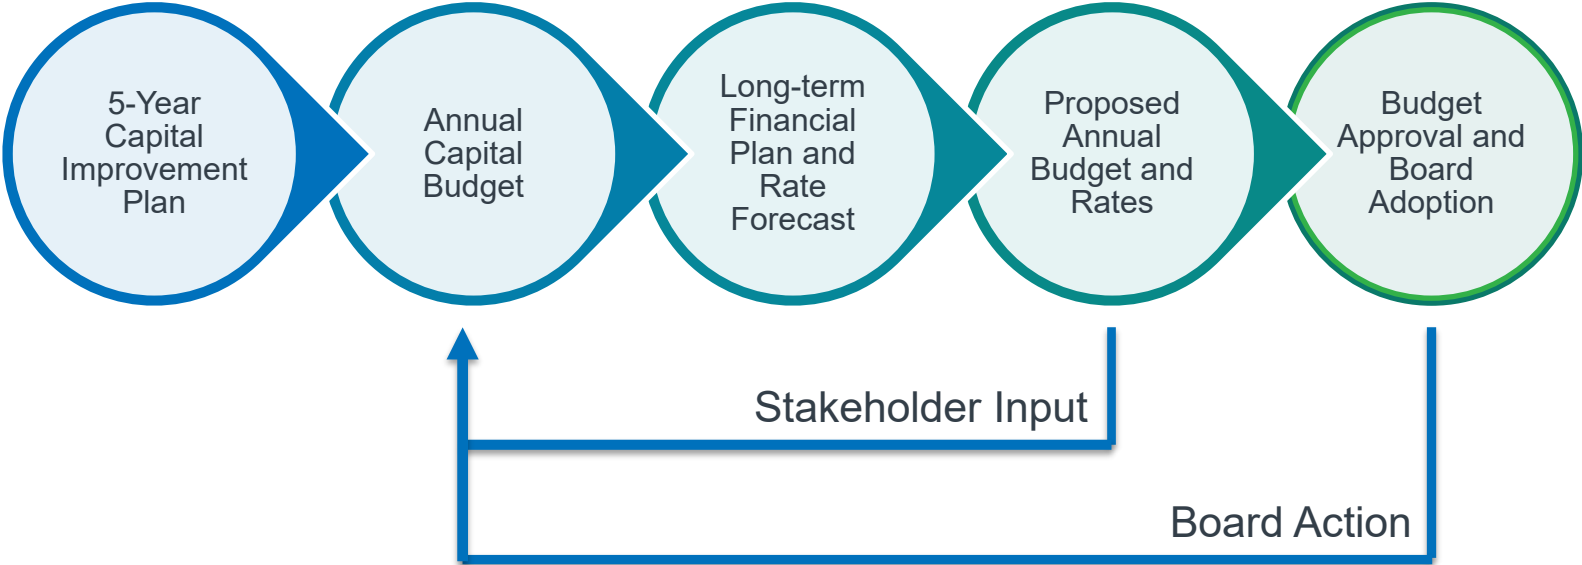 5-Year
Capital
Improvement
Plan
Annual
Capital
Budget
Long-term
Financial
Plan and
Rate
Forecast
Proposed
Annual
Budget and
Rates
Budget
Approval and
Board
Adoption
Stakeholder Input
Board Action